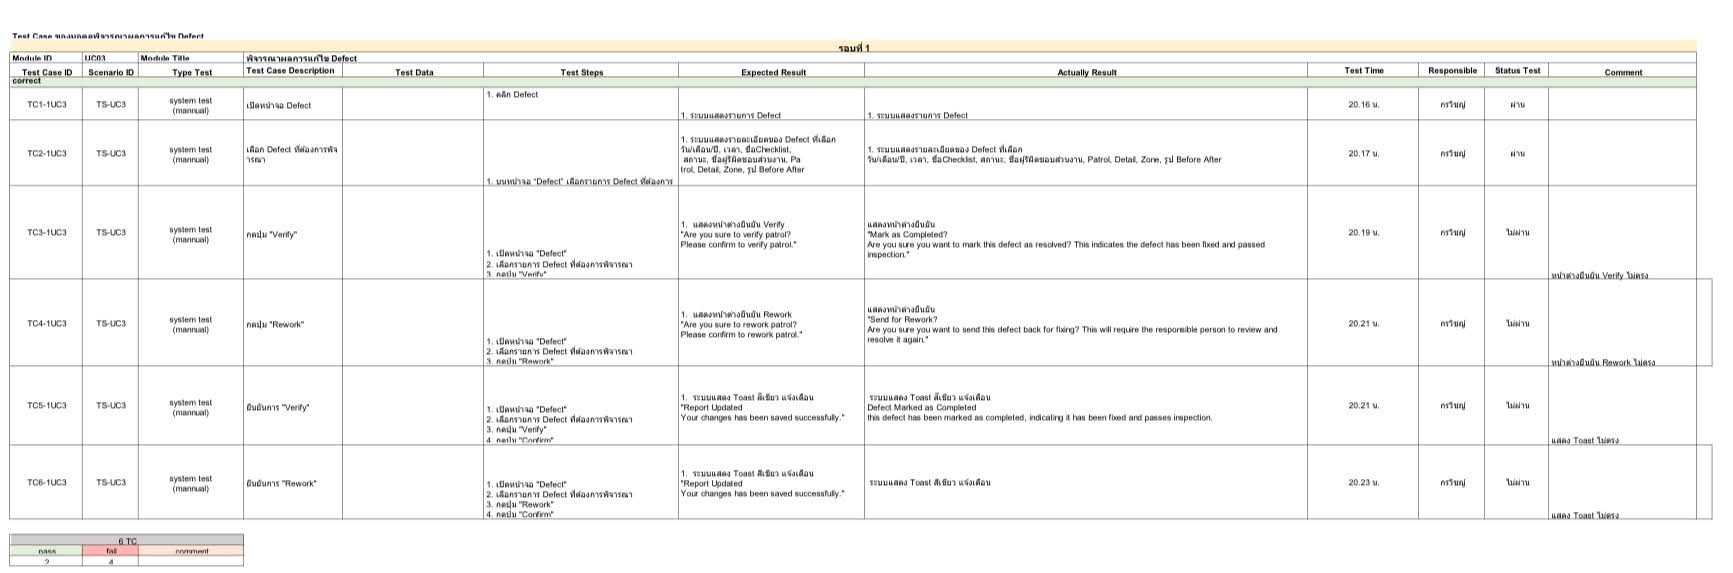 Test Case ของมอดูลพิจารณาผลการแก้ไข Defect
รอบที่ 1
Module ID UC03 Module Title พิจารณาผลการแก้ไข Defect
Test Case ID Scenario ID Type Test Test Case Description Test Data Test Steps Expected Result Actually Result Test Time Responsible Status Test Comment
correct
TC1-1UC3 TS-UC3 system test
(mannual)
เปิดหน้าจอ Defect
1. คลิก Defect
1. ระบบแสดงรายการ Defect
1. ระบบแสดงรายการ Defect
20.16 น. กรวิชญ์ ผ่าน
TC2-1UC3 TS-UC3 system test
(mannual)
เลือก Defect ที่ต้องการพิจ
ารณา
1. บนหน้าจอ "Defect" เลือกรายการ Defect ที่ต้องการ
1. ระบบแสดงรายละเอียดของ Defect ที่เลือก
วัน/เดือน/ปี, เวลา, ชื่อChecklist,
สถานะ, ชื่อผู้รับผิดชอบส่วนงาน, Pa
trol, Detail, Zone, รูป Before After
1. ระบบแสดงรายละเอียดของ Defect ที่เลือก
วัน/เดือน/ปี, เวลา, ชื่อChecklist, สถานะ, ชื่อผู้รับผิดชอบส่วนงาน, Patrol, Detail, Zone, รูป Before After
20.17 น. กรวิชญ์ ผ่าน
TC3-1UC3 TS-UC3 system test
(mannual)
กดปุ่ม "Verify"
1. เปิดหน้าจอ "Defect"
2. เลือกรายการ Defect ที่ต้องการพิจารณา
3. กดปุ่ม "Verify"
1. แสดงหน้าต่างยืนยัน Verify
"Are you sure to verify patrol?
Please confirm to verify patrol."
แสดงหน้าต่างยืนยัน
"Mark as Completed?
Are you sure you want to mark this defect as resolved? This indicates the defect has been fixed and passed
inspection."
20.19 น. กรวิชญ์ ไม่ผ่าน
หน้าต่างยืนยัน Verify ไม่ตรง
TC4-1UC3 TS-UC3 system test
(mannual)
กดปุ่ม "Rework"
1. เปิดหน้าจอ "Defect"
2. เลือกรายการ Defect ที่ต้องการพิจารณา
3. กดปุ่ม "Rework"
1. แสดงหน้าต่างยืนยัน Rework
"Are you sure to rework patrol?
Please confirm to rework patrol."
แสดงหน้าต่างยืนยัน
"Send for Rework?
Are you sure you want to send this defect back for fixing? This will require the responsible person to review and
resolve it again."
20.21 น. กรวิชญ์ ไม่ผ่าน
หน้าต่างยืนยัน Rework ไม่ตรง
TC5-1UC3 TS-UC3 system test
(mannual)
ยืนยันการ "Verify"
1. เปิดหน้าจอ "Defect"
2. เลือกรายการ Defect ที่ต้องการพิจารณา
3. กดปุ่ม "Verify"
4. กดปุ่ม "Confirm"
1. ระบบแสดง Toast สีเขียว แจ้งเตือน
"Report Updated
Your changes has been saved successfully."
ระบบแสดง Toast สีเขียว แจ้งเตือน
Defect Marked as Completed
this defect has been marked as completed, indicating it has been fixed and passes inspection.
20.21 น. กรวิชญ์ ไม่ผ่าน
แสดง Toast ไม่ตรง
TC6-1UC3 TS-UC3 system test
(mannual)
ยืนยันการ "Rework"
1. เปิดหน้าจอ "Defect"
2. เลือกรายการ Defect ที่ต้องการพิจารณา
3. กดปุ่ม "Rework"
4. กดปุ่ม "Confirm"
1. ระบบแสดง Toast สีเขียว แจ้งเตือน
"Report Updated
Your changes has been saved successfully."
ระบบแสดง Toast สีเขียว แจ้งเตือน
20.23 น. กรวิชญ์ ไม่ผ่าน
แสดง Toast ไม่ตรง
6 TC
pass fail comment
2 4